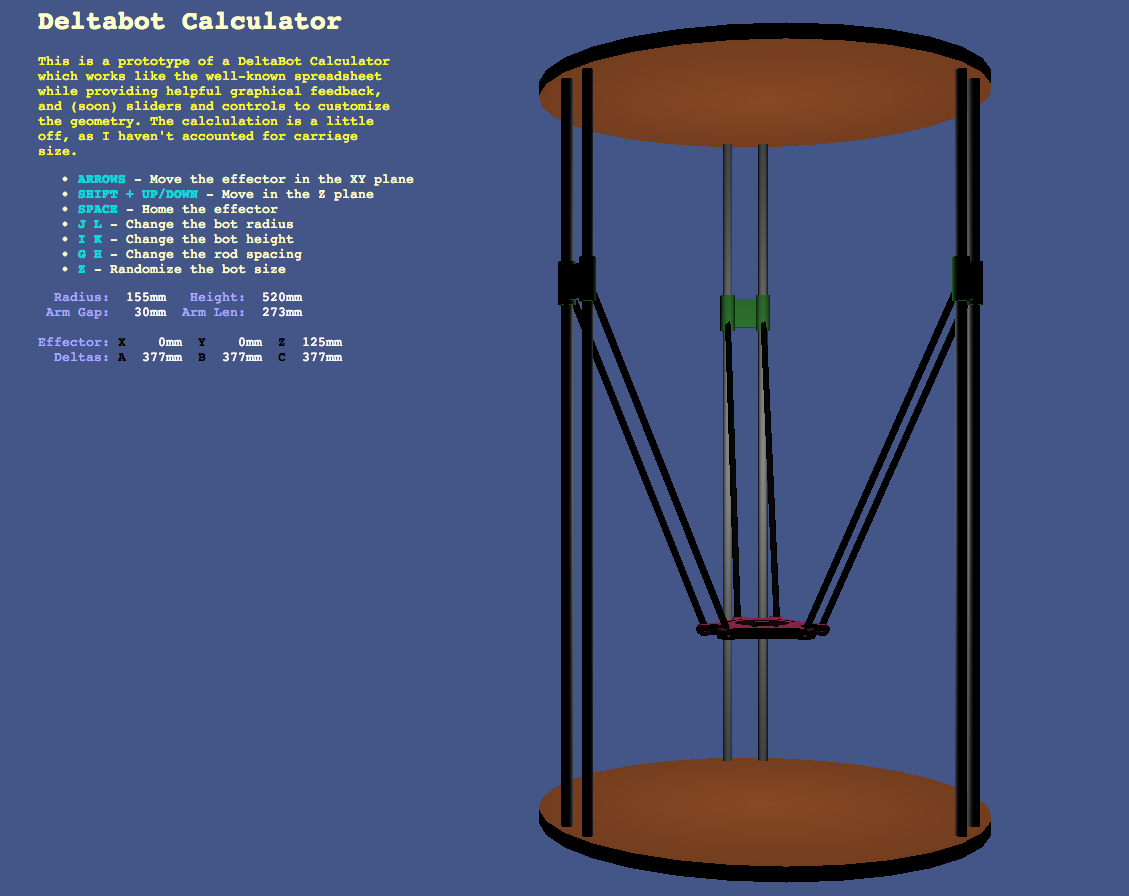 Deltabot Calculator
This is a prototype of a DeltaBot Calculator
which works like the well-known spreadsheet
while providing helpful graphical feedback,
and (soon) sliders and controls to customize
the geometry. The calclulation is a little
off, as I haven't accounted for carriage
size.
• ARROWS - Move the effector in the XY plane
• SHIFT + UP/DOWN - Move in the Z plane
• SPACE - Home the effector
• J L - Change the bot radius
• I K - Change the bot height
• G H - Change the rod spacing
• Z - Randomize the bot size
Radius: 155mm Height: 520mm
Arm Gap: 30mm Arm Len: 273mm
Effector: X 0mm Y 0mm Z 125mm
Deltas: A 377mm B 377mm C 377mm